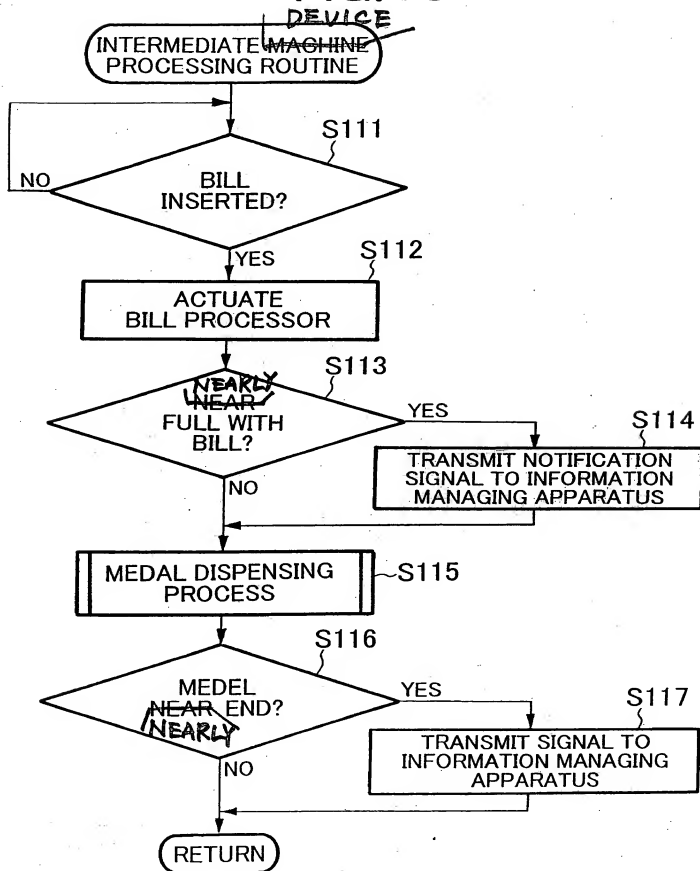 DEVICE
INTERMEDIATE MACHINE
PROCESSING ROUTINE
S111
NO
BILL
INSERTED?
YES
S112
ACTUATE
BILL PROCESSOR
S113
NEARLY
NEAR
FULL WITH
BILL?
YES
S114
TRANSMIT NOTIFICATION
SIGNAL TO INFORMATION
MANAGING APPARATUS
NO
MEDAL DISPENSING
PROCESS
S115
S116
MEDEL
NEAR END?
NEARLY
YES
S117
TRANSMIT SIGNAL TO
INFORMATION MANAGING
APPARATUS
NO
RETURN